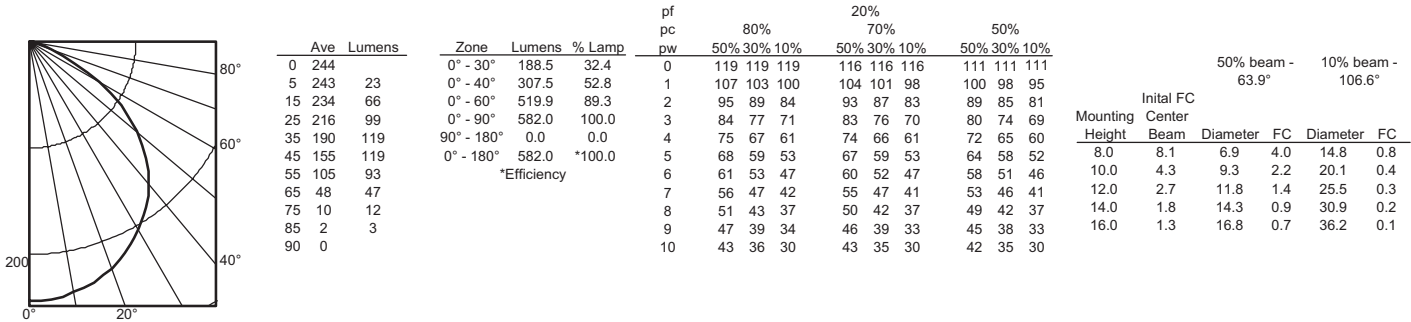 80°
60°
40°
200
0° 20°
Ave Lumens
0 244
5 243 23
15 234 66
25 216 99
35 190 119
45 155 119
55 105 93
65 48 47
75 10 12
85 2 3
90 0
Zone Lumens % Lamp
0° - 30° 188.5 32.4
0° - 40° 307.5 52.8
0° - 60° 519.9 89.3
0° - 90° 582.0 100.0
90° - 180° 0.0 0.0
0° - 180° 582.0 *100.0
*Efficiency
pf 20%
pc 80% 70% 50%
pw 50% 30% 10% 50% 30% 10% 50% 30% 10%
0 119 119 119 116 116 116 111 111 111
1 107 103 100 104 101 98 100 98 95
2 95 89 84 93 87 83 89 85 81
3 84 77 71 83 76 70 80 74 69
4 75 67 61 74 66 61 72 65 60
5 68 59 53 67 59 53 64 58 52
6 61 53 47 60 52 47 58 51 46
7 56 47 42 55 47 41 53 46 41
8 51 43 37 50 42 37 49 42 37
9 47 39 34 46 39 33 45 38 33
10 43 36 30 43 35 30 42 35 30
50% beam - 10% beam -
63.9° 106.6°
Inital FC
Mounting Center
Height Beam Diameter FC Diameter FC
8.0 8.1 6.9 4.0 14.8 0.8
10.0 4.3 9.3 2.2 20.1 0.4
12.0 2.7 11.8 1.4 25.5 0.3
14.0 1.8 14.3 0.9 30.9 0.2
16.0 1.3 16.8 0.7 36.2 0.1